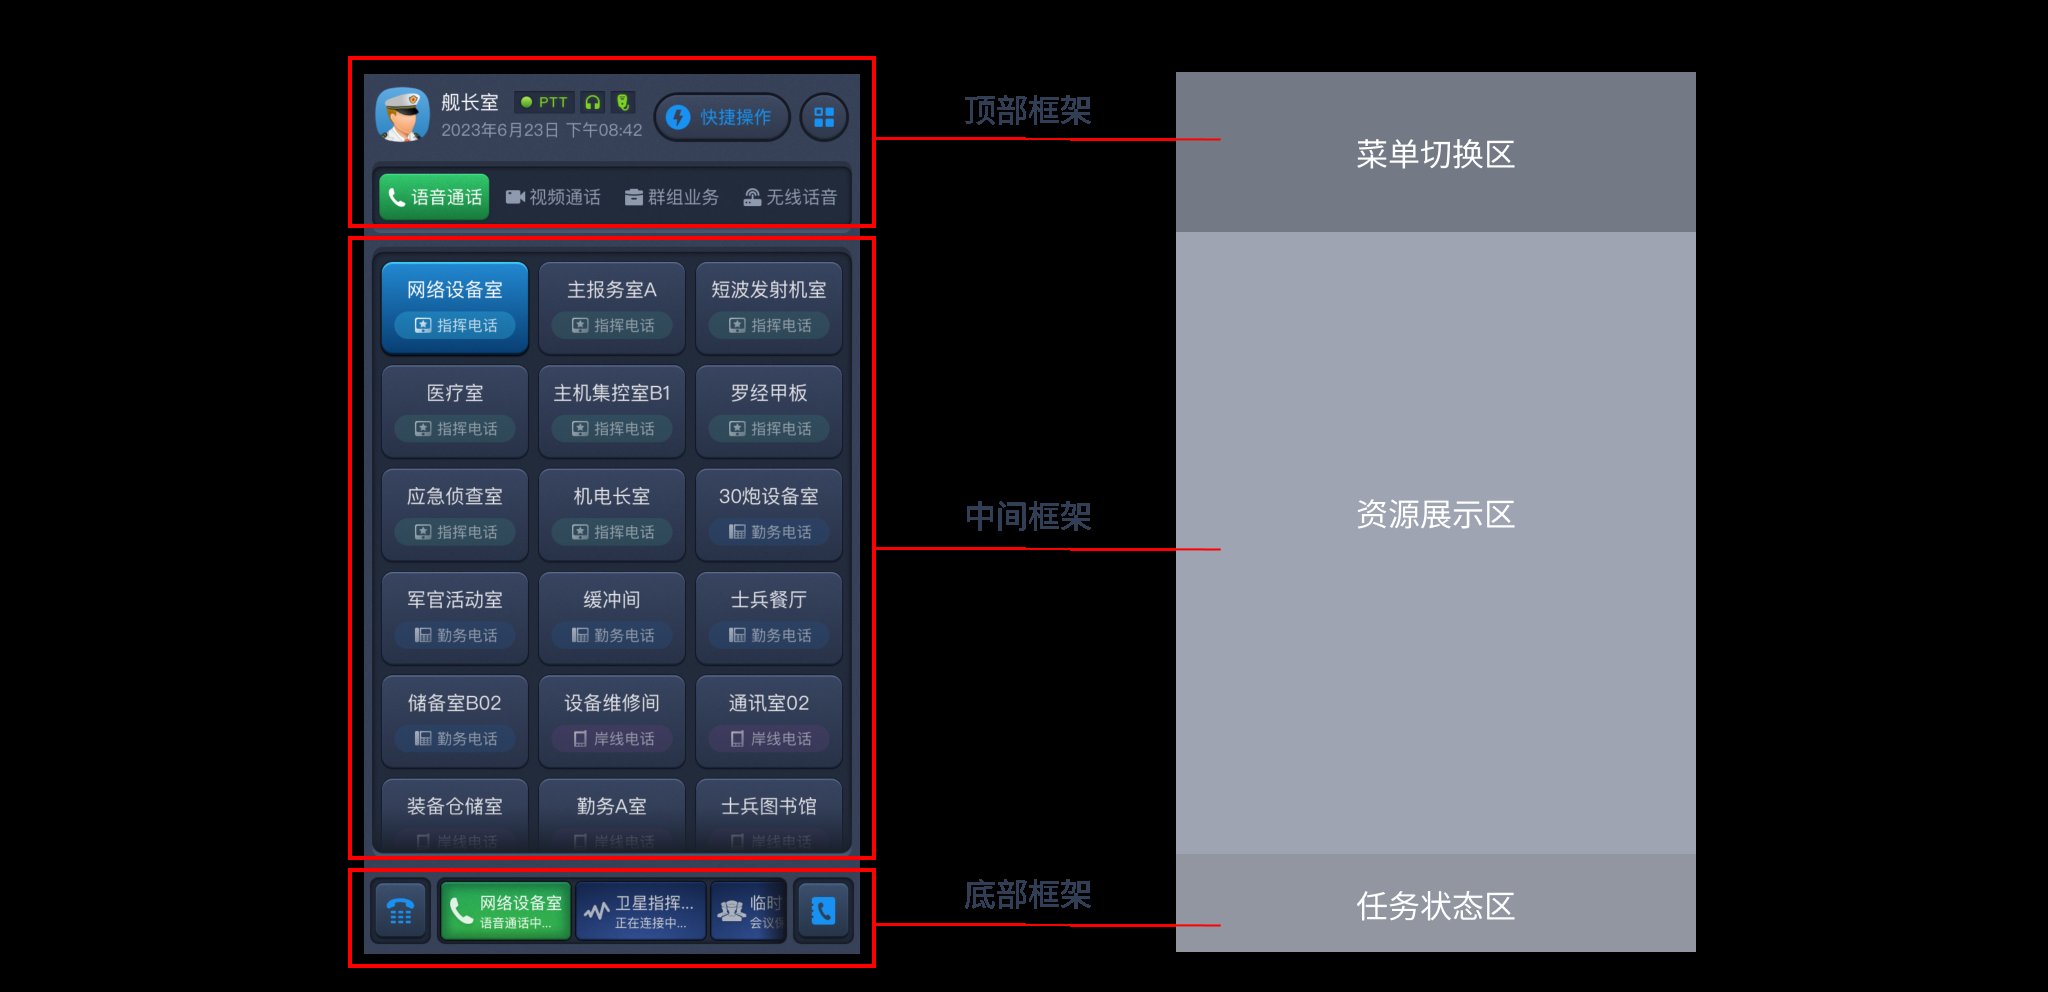 舰长室
PTT
2023年6月23日 下午08:42
快捷操作
语音通话
视频通话
群组业务
无线话音
网络设备室
主报务室A
短波发射机室
指挥电话
指挥电话
指挥电话
医疗室
主机集控室B1
罗经甲板
指挥电话
指挥电话
指挥电话
应急侦查室
机电长室
30炮设备室
指挥电话
指挥电话
勤务电话
军官活动室
缓冲间
士兵餐厅
勤务电话
勤务电话
勤务电话
储备室B02
设备维修间
通讯室02
勤务电话
岸线电话
岸线电话
装备仓储室
勤务A室
士兵图书馆
岸线电话
岸线电话
岸线电话
网络设备室
语音通话中...
卫星指挥...
正在连接中...
临时
会议
顶部框架
中间框架
底部框架
菜单切换区
资源展示区
任务状态区